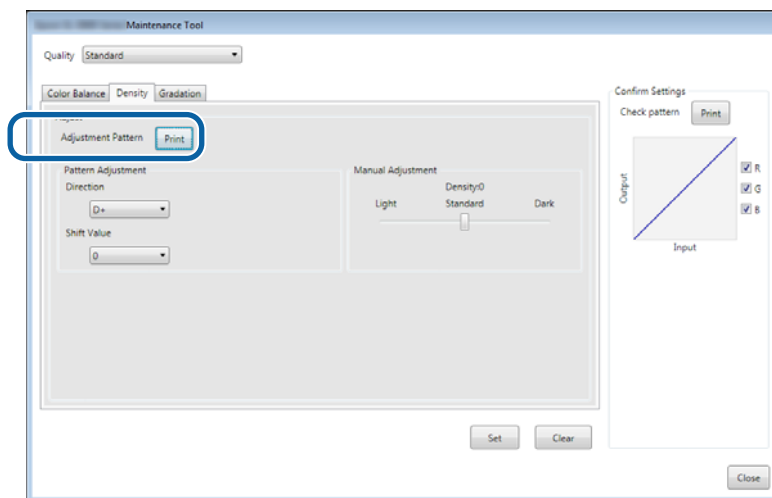 Maintenance Tool
Quality Standard
Color Balance Density Gradation
Adjustment Pattern Print
Pattern Adjustment
Direction
D+
Shift Value
0
Manual Adjustment
Density:0
Light Standard Dark
Set Clear
Confirm Settings
Check pattern Print
Output
R
G
B
Input
Close